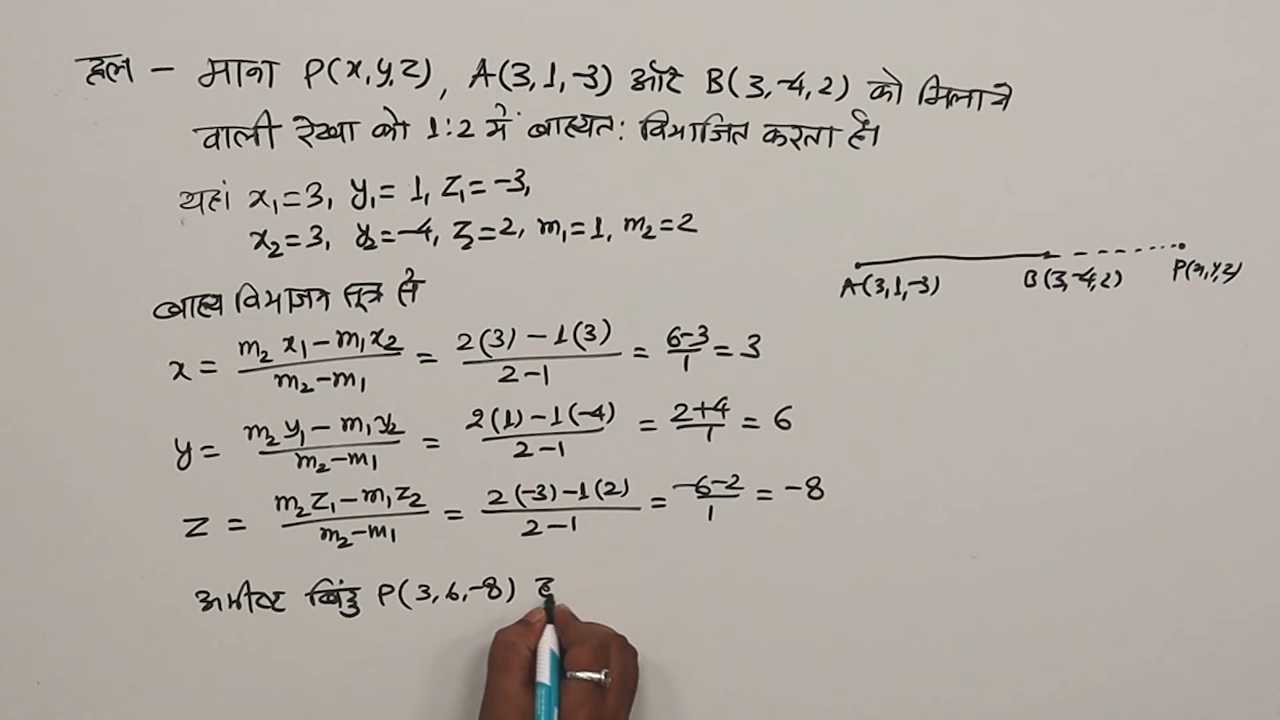 हल - माना P(x,y,z), A(3,1,-3) और B(3,-4,2) को मिलाने
वाली रेखा को 1:2 में बाह्यत: विभाजित करता है।
यहां x₁=3, y₁=1, z₁=-3,
x₂=3, y₂=-4, z₂=2, m₁=1, m₂=2
A(3,1,-3) B(3,-4,2) P(x,y,z)
बाह्य विभाजन सूत्र से
x = (m₂x₁-m₁x₂)/(m₂-m₁) = (2(3)-1(3))/(2-1) = (6-3)/1 = 3
y = (m₂y₁-m₁y₂)/(m₂-m₁) = (2(1)-1(-4))/(2-1) = (2+4)/1 = 6
z = (m₂z₁-m₁z₂)/(m₂-m₁) = (2(-3)-1(2))/(2-1) = (-6-2)/1 = -8
अभीष्ट बिंदु P(3,6,-8) ह